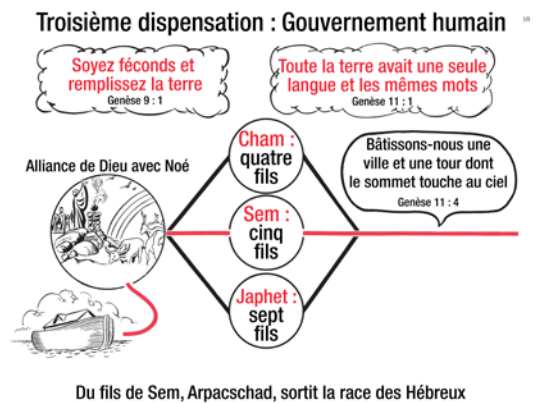 Troisième dispensation : Gouvernement humain
Soyez féconds et
remplissez la terre
Genèse 9 : 1
Toute la terre avait une seule
langue et les mêmes mots
Genèse 11 : 1
Alliance de Dieu avec Noé
Cham :
quatre
fils
Sem :
cinq
fils
Japhet :
sept
fils
Bâtissons-nous une
ville et une tour dont
le sommet touche au ciel
Genèse 11 : 4
Du fils de Sem, Arpacschad, sortit la race des Hébreux